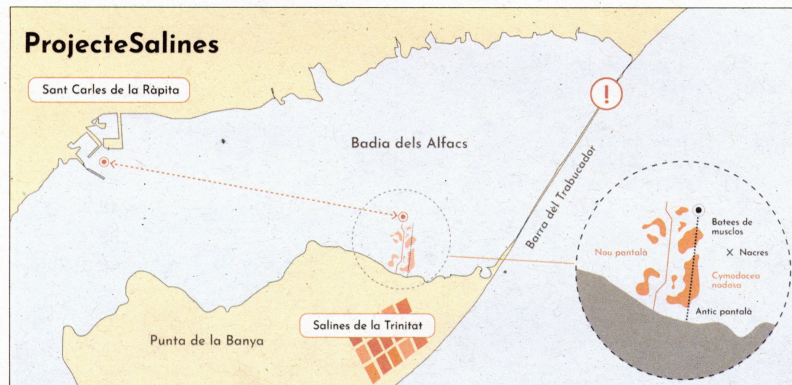 ProjecteSalines
Sant Carles de la Ràpita
!
Badia dels Alfacs
Barra del Trabucador
Batees de
musclos
Nou pantalà
X Nacres
Cymodocea
nodosa
Antic pantalà
Salines de la Trinitat
Punta de la Banya